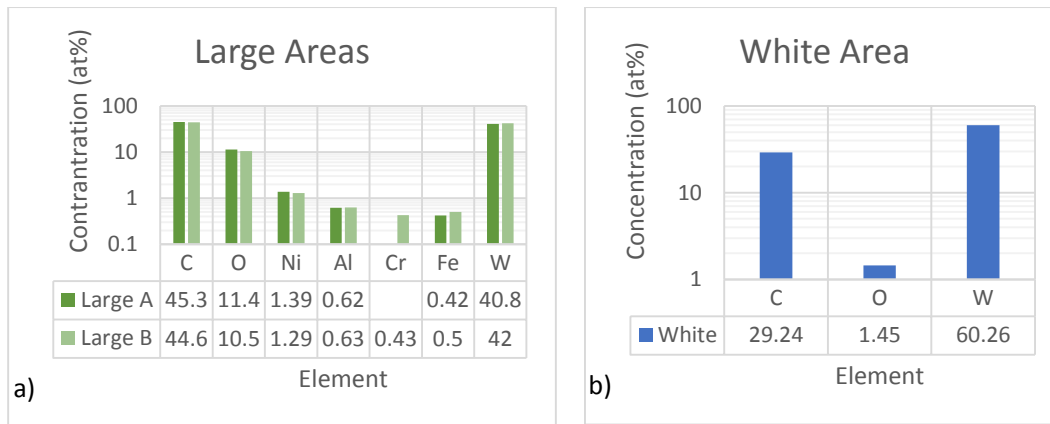 Large Areas
Contrantration (at%)
100
10
1
0.1
C O Ni Al Cr Fe W
Large A 45.3 11.4 1.39 0.62 0.42 40.8
Large B 44.6 10.5 1.29 0.63 0.43 0.5 42
Element
a)
White Area
Concentration (at%)
100
10
1
C O W
White 29.24 1.45 60.26
Element
b)